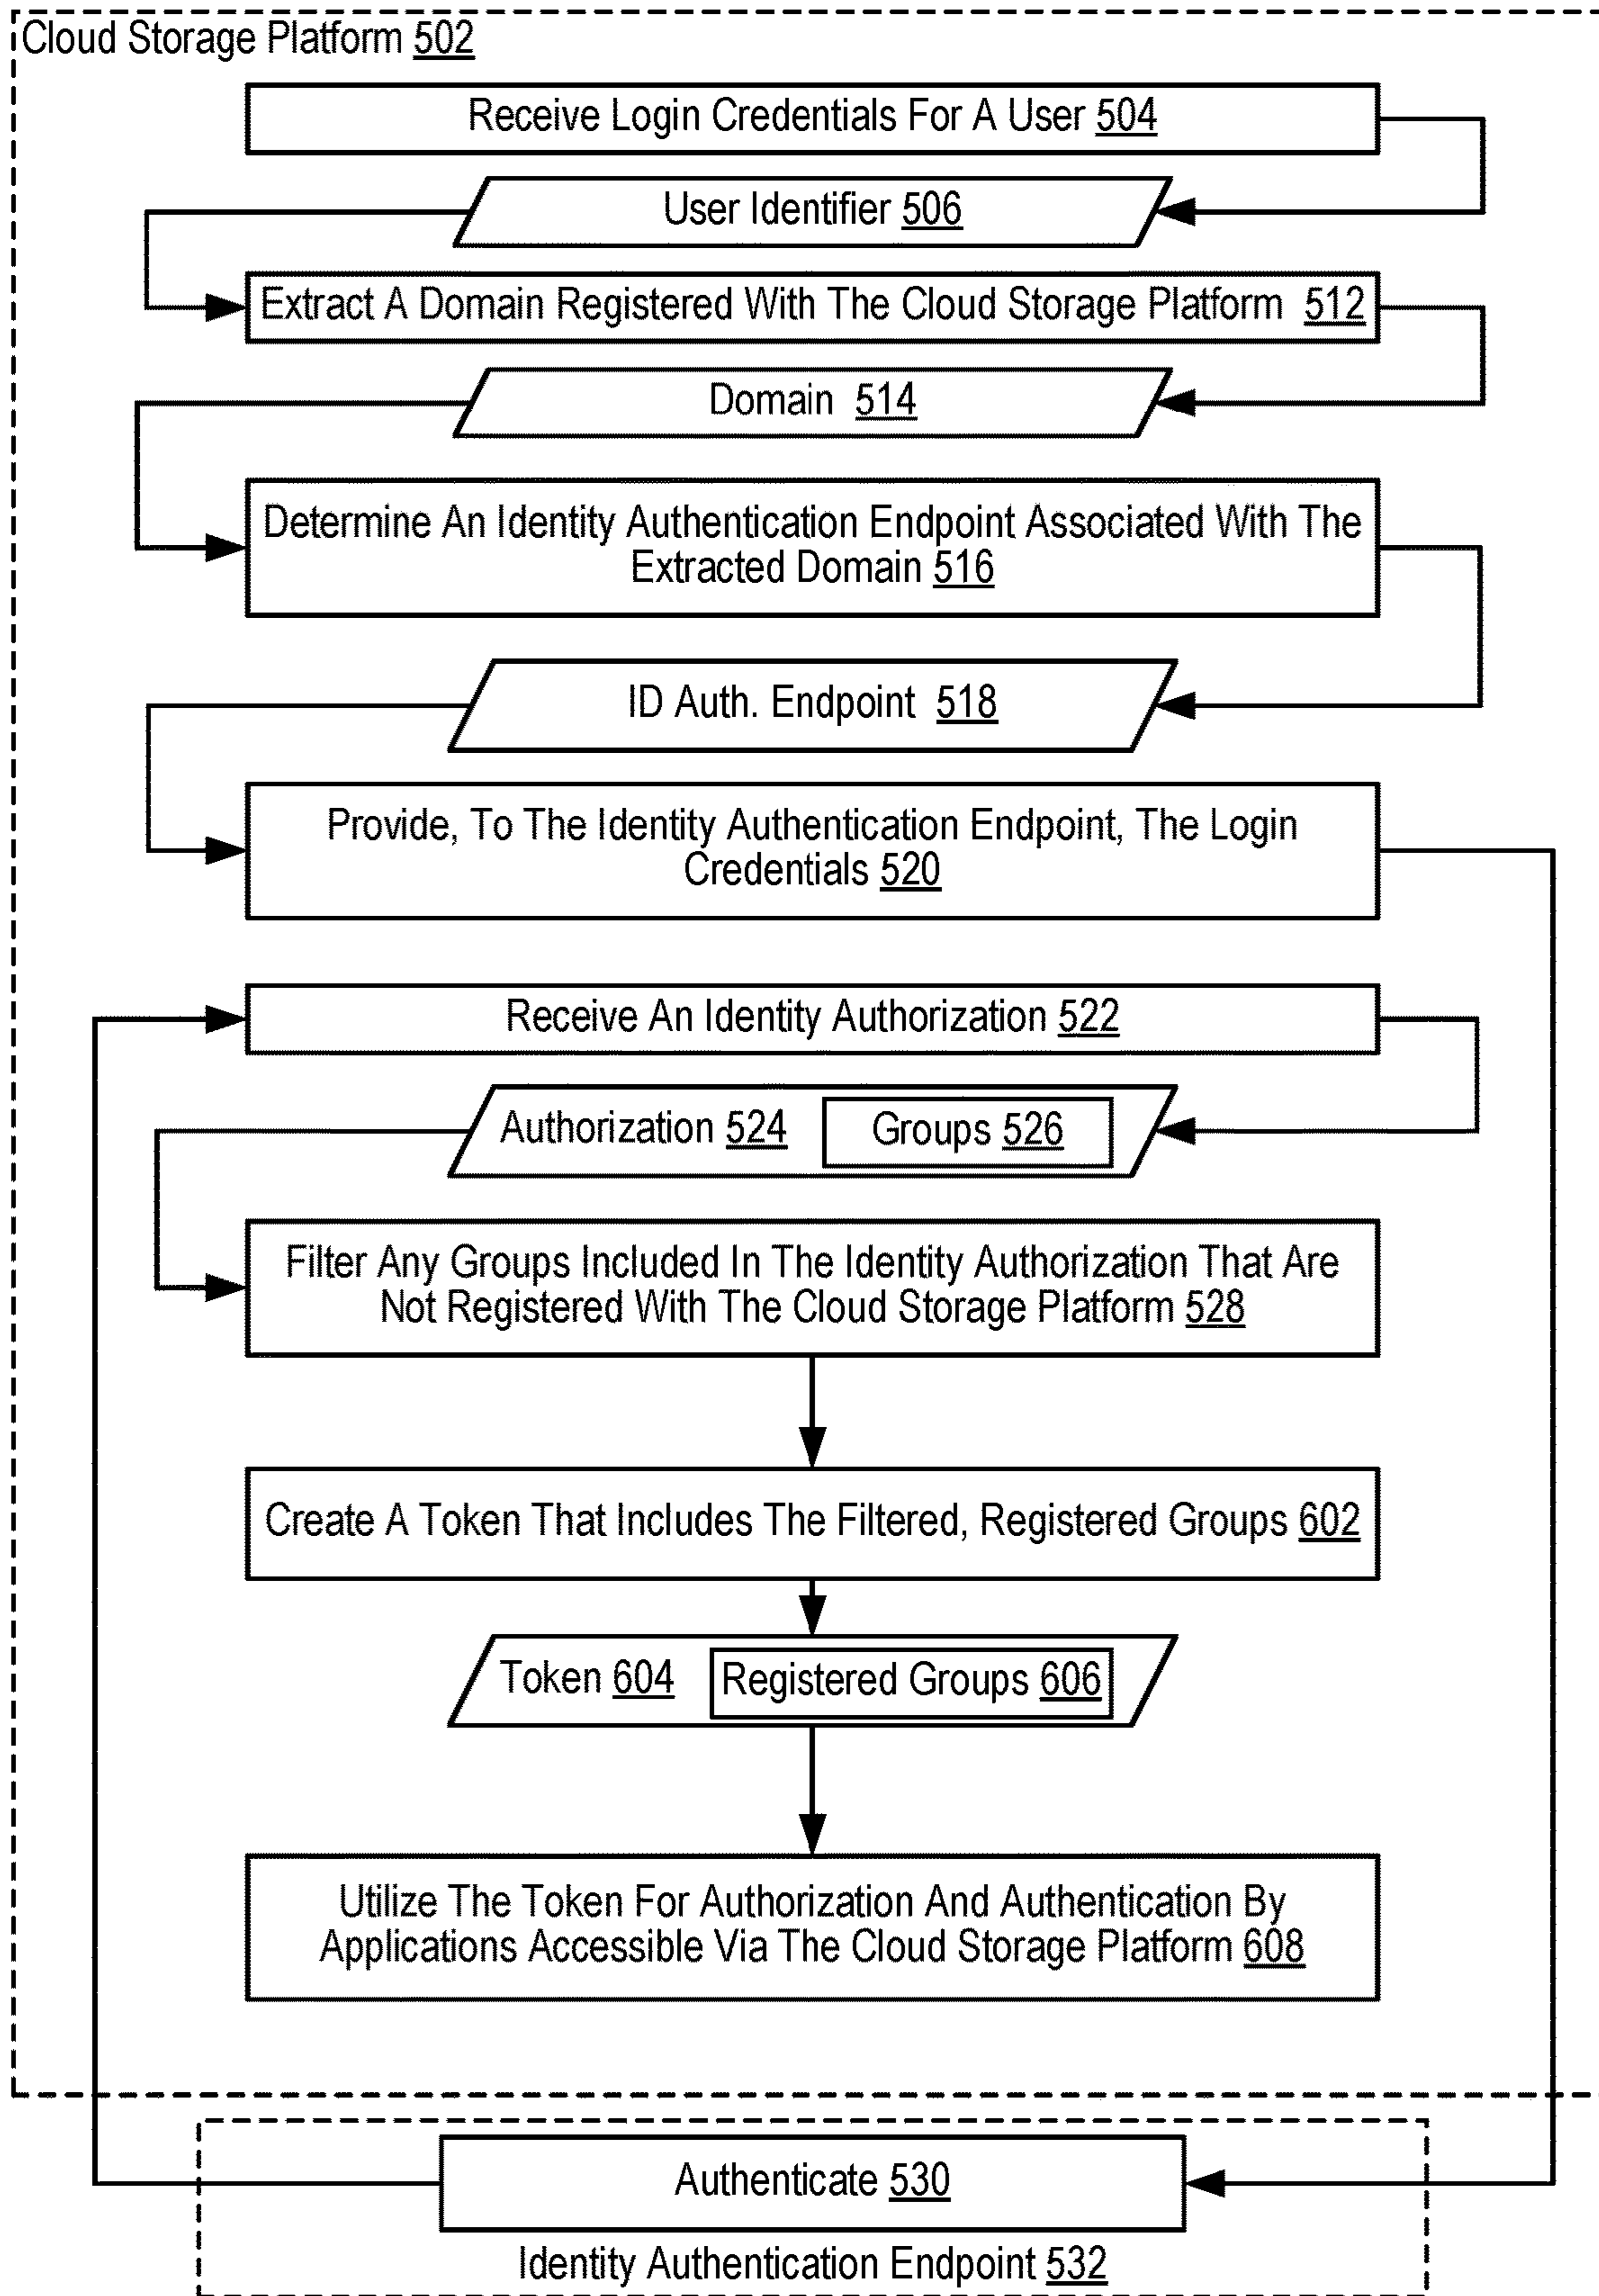 Cloud Storage Platform 502
Receive Login Credentials For A User 504
User Identifier 506
Extract A Domain Registered With The Cloud Storage Platform 512
Domain 514
Determine An Identity Authentication Endpoint Associated With The
Extracted Domain 516
ID Auth. Endpoint 518
Provide, To The Identity Authentication Endpoint, The Login
Credentials 520
Receive An Identity Authorization 522
Authorization 524 Groups 526
Filter Any Groups Included In The Identity Authorization That Are
Not Registered With The Cloud Storage Platform 528
Create A Token That Includes The Filtered, Registered Groups 602
Token 604 Registered Groups 606
Utilize The Token For Authorization And Authentication By
Applications Accessible Via The Cloud Storage Platform 608
Authenticate 530
Identity Authentication Endpoint 532